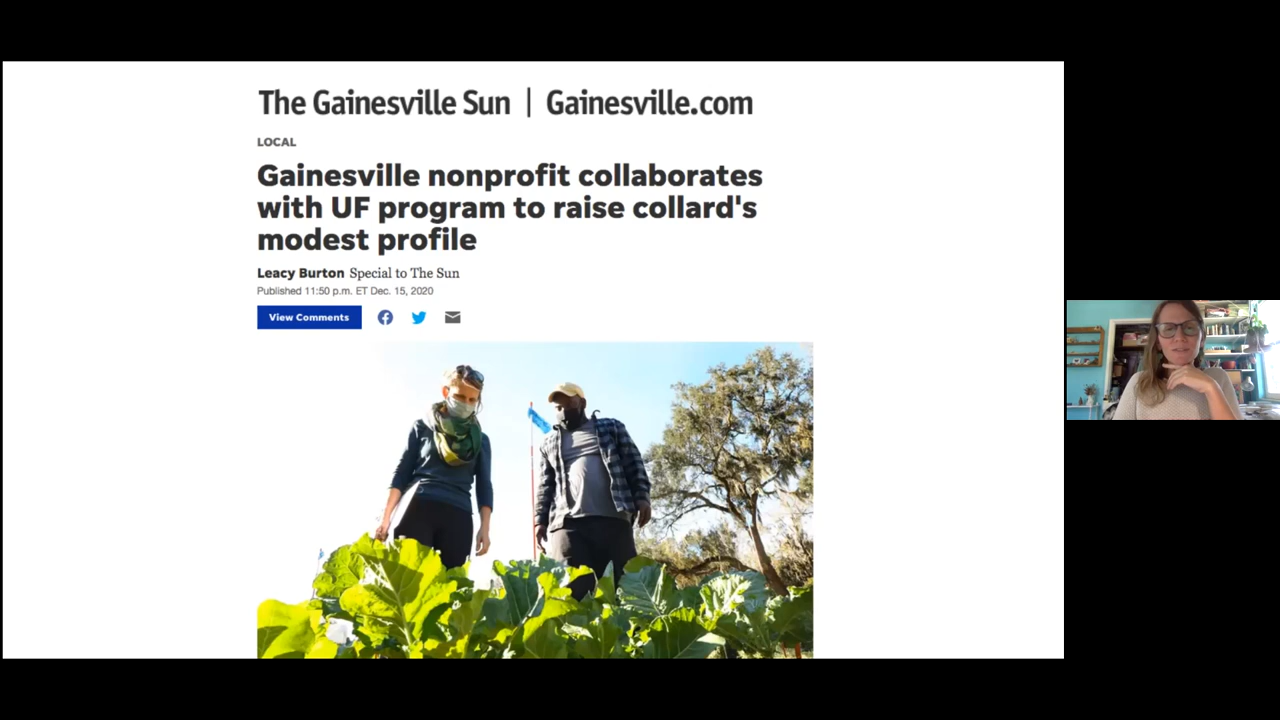 The Gainesville Sun | Gainesville.com
LOCAL
Gainesville nonprofit collaborates
with UF program to raise collard's
modest profile
Leacy Burton Special to The Sun
Published 11:50 p.m. ET Dec. 15, 2020
View Comments